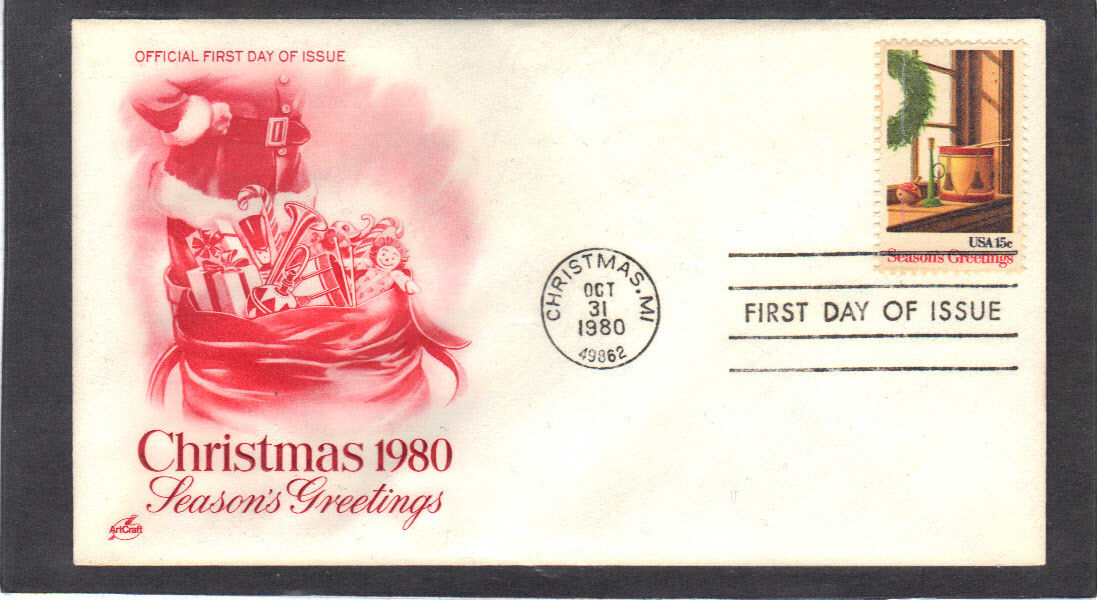 OFFICIAL FIRST DAY OF ISSUE
USA 15c
Season's Greetings
CHRISTMAS.MI
OCT
31
1980
49862
FIRST DAY OF ISSUE
Christmas 1980
Season's Greetings
ArtCraft